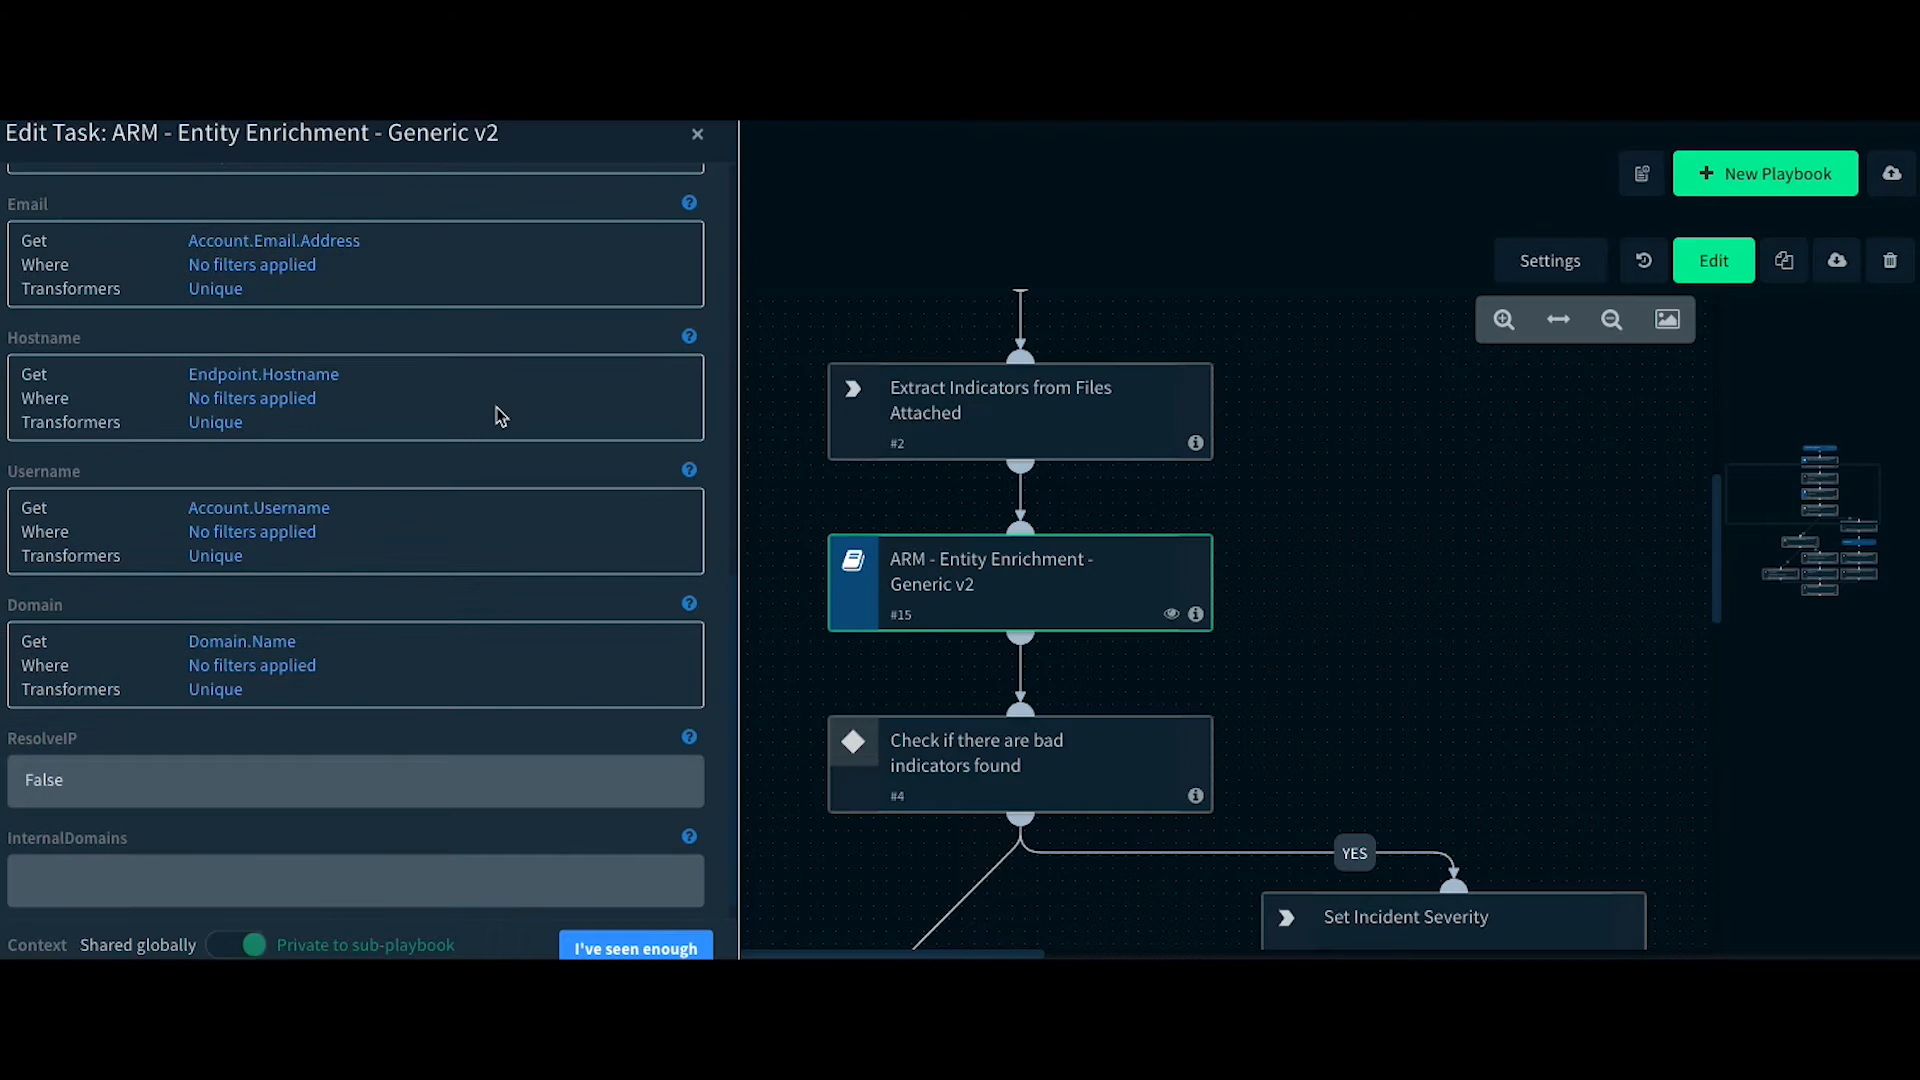 Edit Task: ARM - Entity Enrichment - Generic v2
Email
Get Account.Email.Address
Where No filters applied
Transformers Unique
Hostname
Get Endpoint.Hostname
Where No filters applied
Transformers Unique
Username
Get Account.Username
Where No filters applied
Transformers Unique
Domain
Get Domain.Name
Where No filters applied
Transformers Unique
ResolveIP
False
InternalDomains
Context Shared globally Private to sub-playbook I've seen enough
+ New Playbook
Settings Edit
Extract Indicators from Files
Attached
#2
ARM - Entity Enrichment -
Generic v2
#15
Check if there are bad
indicators found
#4
YES
Set Incident Severity